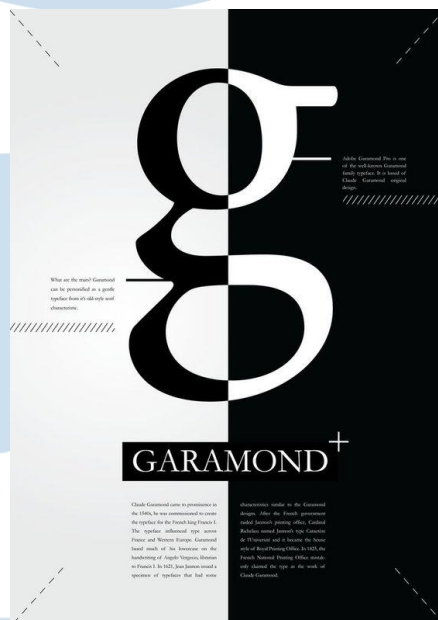 g
Adobe Garamond Pro is one
of the well-known Garamond
family typeface. It is based of
Claude Garamond original
design.
What are the traits? Garamond
can be personified as a gentle
typeface from it's old-style serif
characteristic
GARAMOND+
Claude Garamond came to prominence in
the 1540s, he was commissioned to create
the typeface for the French king Francis I.
The typeface influenced type across
France and Western Europe. Garamond
based much of his lowercase on the
handwriting of Angelo Vergecio, librarian
to Francis I. In 1621, Jean Jannon issued a
specimen of typefaces that had some
characteristics similar to the Garamond
designs. After the French government
raided Jannon's printing office, Cardinal
Richelieu named Jannon's type Caractère
de l'Université and it became the house
style of Royal Printing Office. In 1825, the
French National Printing Office mistak-
enly claimed the type as the work of
Claude Garamond.